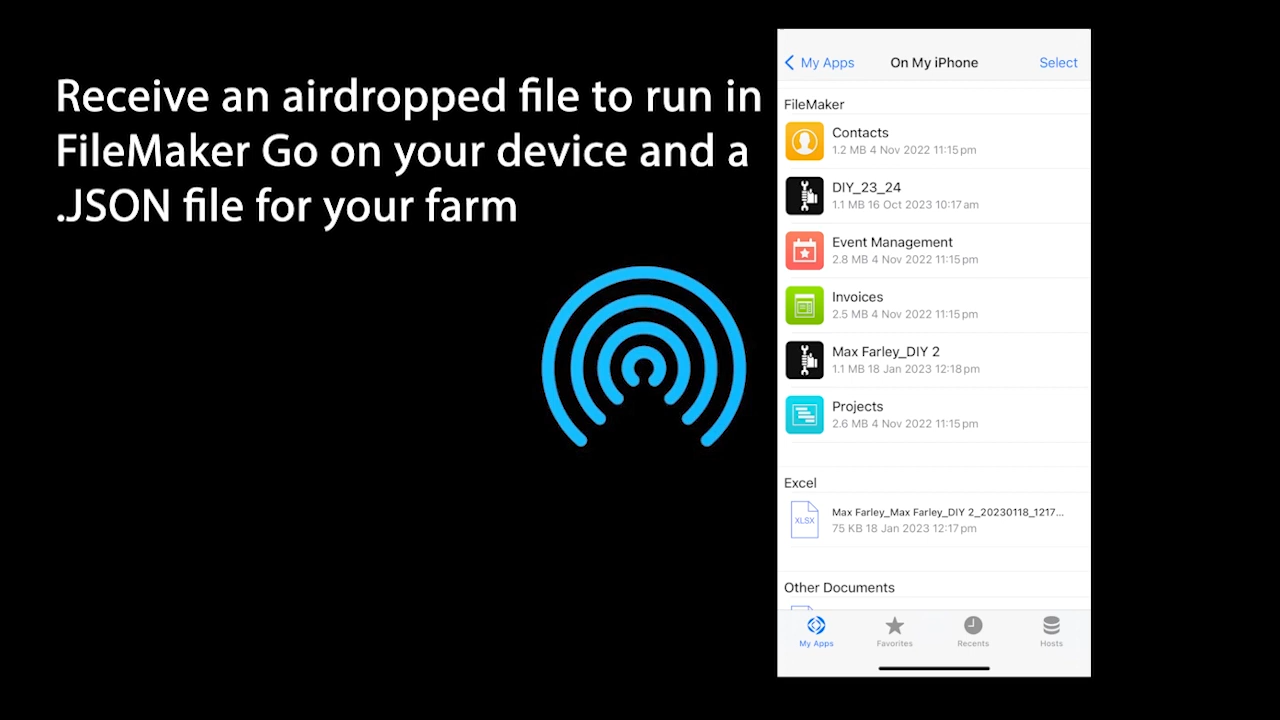 Receive an airdropped file to run in
FileMaker Go on your device and a
.JSON file for your farm
My Apps
On My iPhone
Select
FileMaker
Contacts
1.2 MB 4 Nov 2022 11:15 pm
DIY_23_24
1.1 MB 16 Oct 2023 10:17 am
Event Management
2.8 MB 4 Nov 2022 11:15 pm
Invoices
2.5 MB 4 Nov 2022 11:15 pm
Max Farley_DIY 2
1.1 MB 18 Jan 2023 12:18 pm
Projects
2.6 MB 4 Nov 2022 11:15 pm
Excel
XLSX
Max Farley_Max Farley_DIY 2_20230118_1217...
75 KB 18 Jan 2023 12:17 pm
Other Documents
My Apps
Favorites
Recents
Hosts